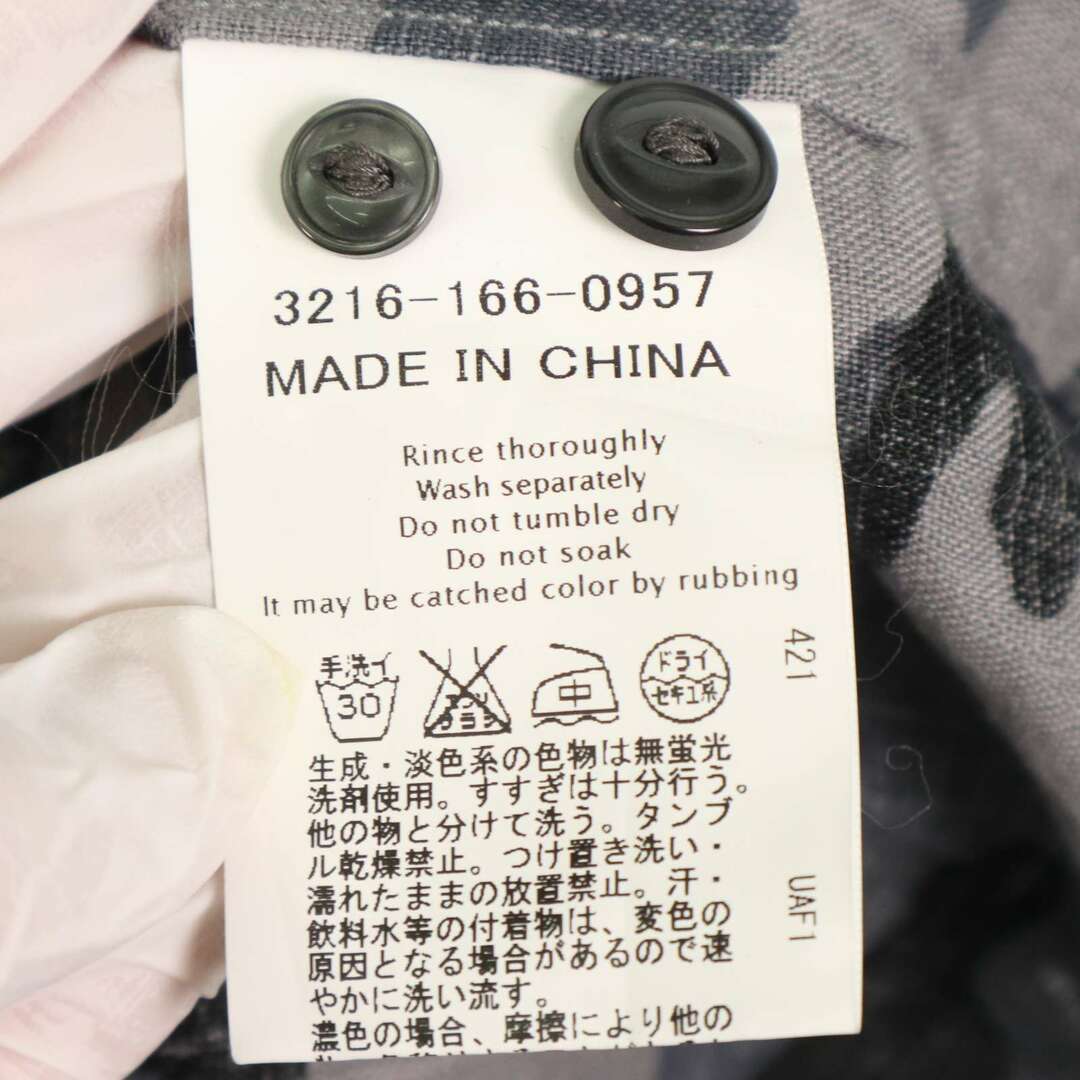 3216-166-0957
MADE IN CHINA
Rince thoroughly
Wash separately
Do not tumble dry
Do not soak
It may be catched color by rubbing
手洗イ
30
エンソ
サラシ
中
ドライ
セキユ系
421
生成・淡色系の色物は無蛍光
洗剤使用。すすぎは十分行う。
他の物と分けて洗う。タンブ
ル乾燥禁止。つけ置き洗い・
濡れたままの放置禁止。汗・
飲料水等の付着物は、変色の
原因となる場合があるので速
やかに洗い流す。
濃色の場合、摩擦により他の
UAF1